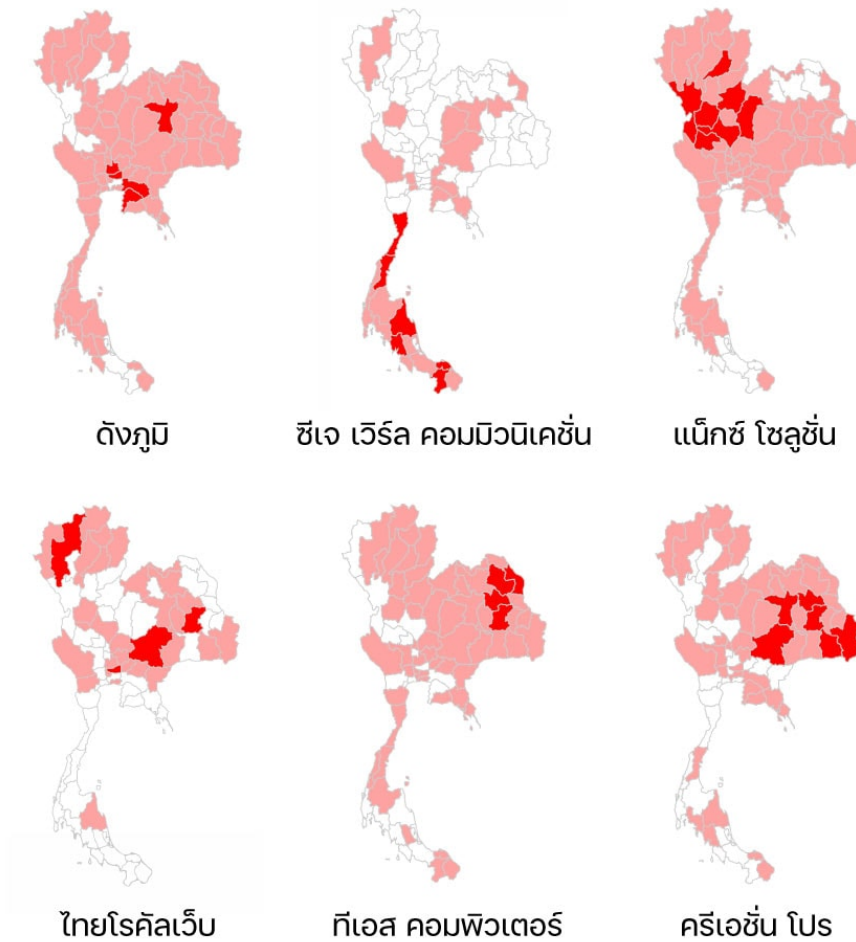 ดังภูมิ
ซีเจ เวิร์ล คอมมิวนิเคชั่น
แน็กซ์ โซลูชั่น
ไทยโรคัลเว็บ
ทีเอส คอมพิวเตอร์
ครีเอชั่น โปร